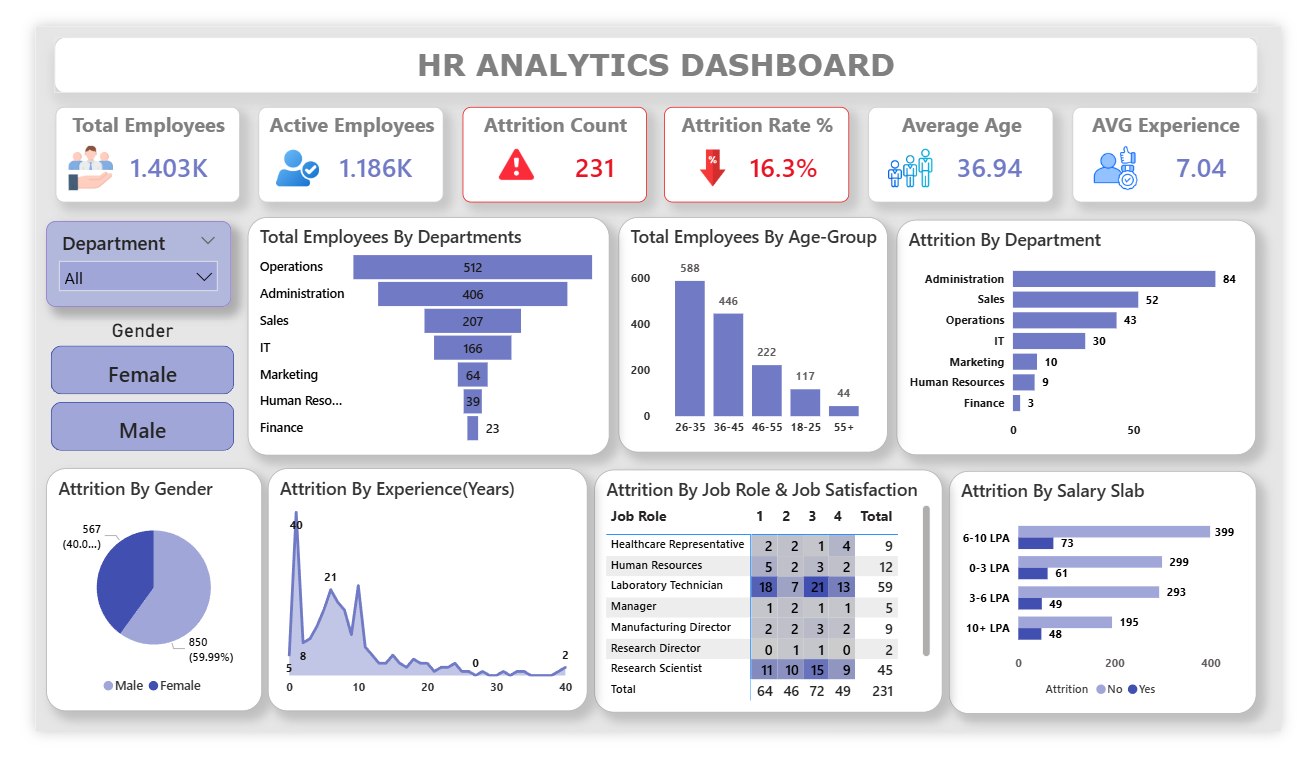 HR ANALYTICS DASHBOARD
Total Employees
1.403K
Active Employees
1.186K
Attrition Count
231
Attrition Rate %
%
16.3%
Average Age
36.94
AVG Experience
7.04
Department
All
Gender
Female
Male
Total Employees By Departments
Operations 512
Administration 406
Sales 207
IT 166
Marketing 64
Human Reso... 39
Finance 23
Total Employees By Age-Group
600
400
200
0
588
446
222
117
44
26-35 36-45 46-55 18-25 55+
Attrition By Department
Administration 84
Sales 52
Operations 43
IT 30
Marketing 10
Human Resources 9
Finance 3
0 50
Attrition By Gender
567
(40.0...)
850
(59.99%)
Male Female
Attrition By Experience(Years)
40
21
5
8
0
2
0 10 20 30 40
Attrition By Job Role & Job Satisfaction
Job Role 1 2 3 4 Total
Healthcare Representative 2 2 1 4 9
Human Resources 5 2 3 2 12
Laboratory Technician 18 7 21 13 59
Manager 1 2 1 1 5
Manufacturing Director 2 2 3 2 9
Research Director 0 1 1 0 2
Research Scientist 11 10 15 9 45
Total 64 46 72 49 231
Attrition By Salary Slab
6-10 LPA 399
73
0-3 LPA 299
61
3-6 LPA 293
49
10+ LPA 195
48
0 200 400
Attrition No Yes